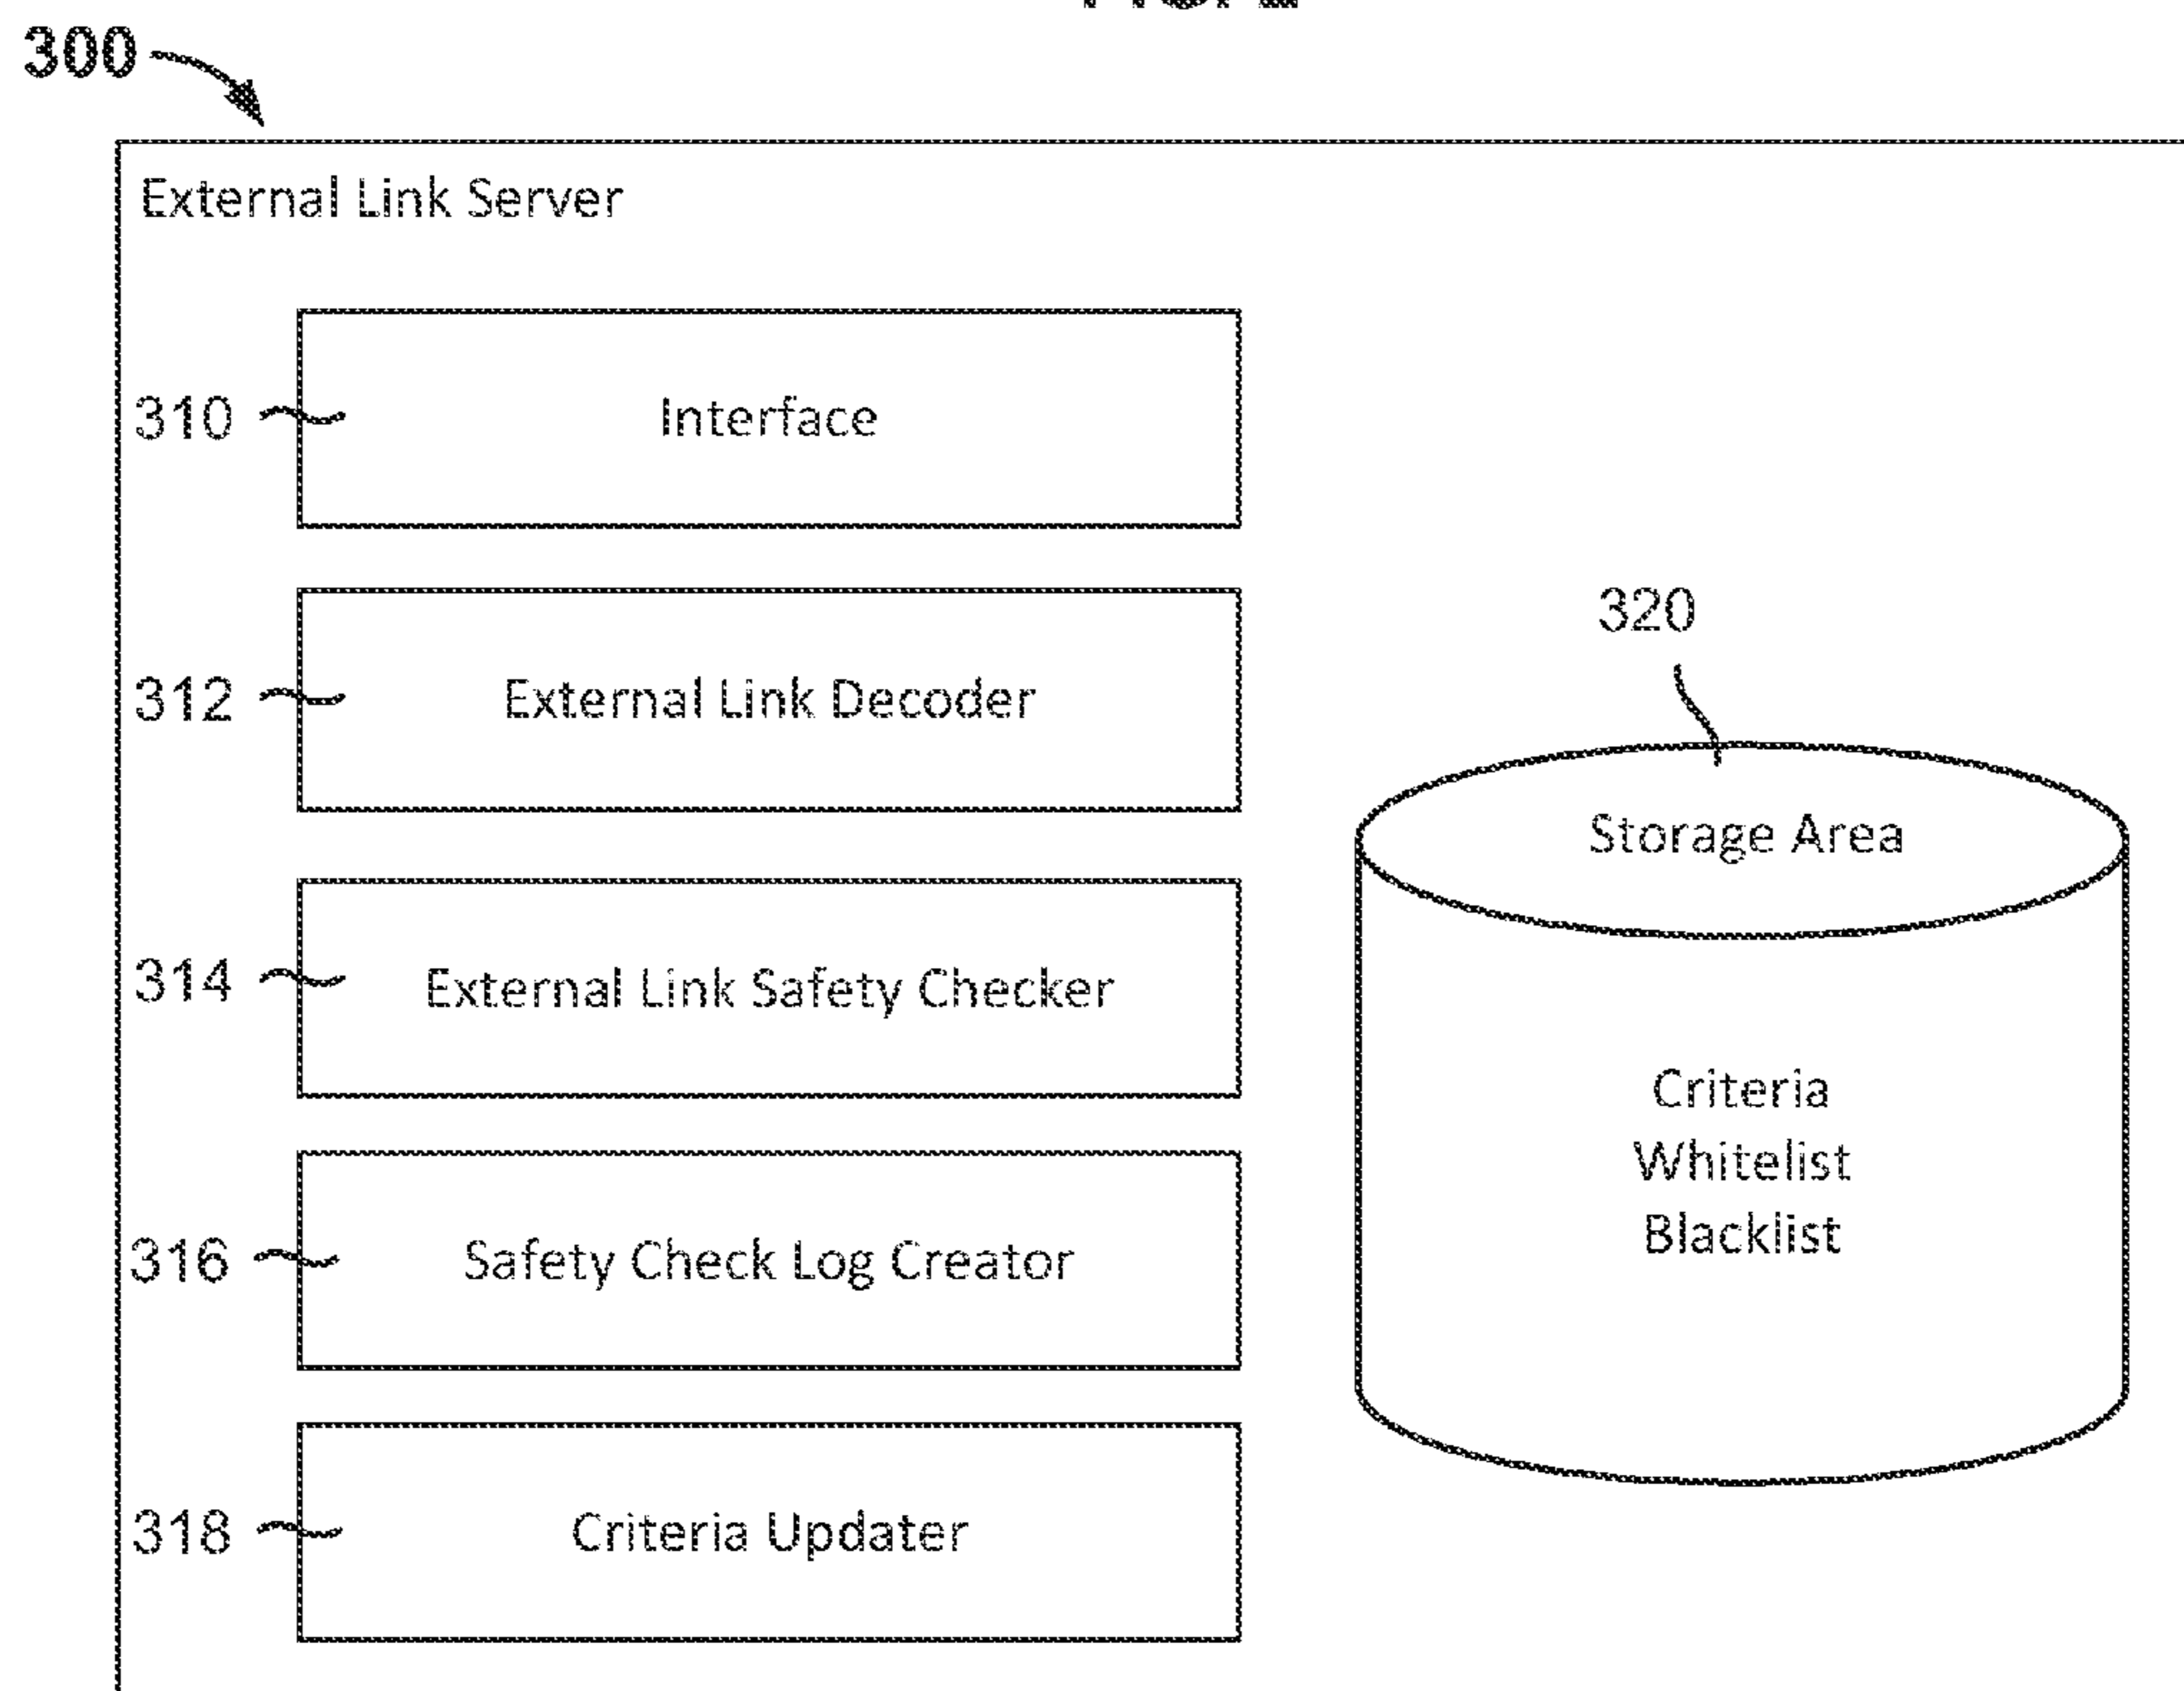 300
External Link Server
310
Interface
312
External Link Decoder
320
Storage Area
314
External Link Safety Checker
Criteria
Whitelist
Blacklist
316
Safety Check Log Creator
318
Criteria Updater